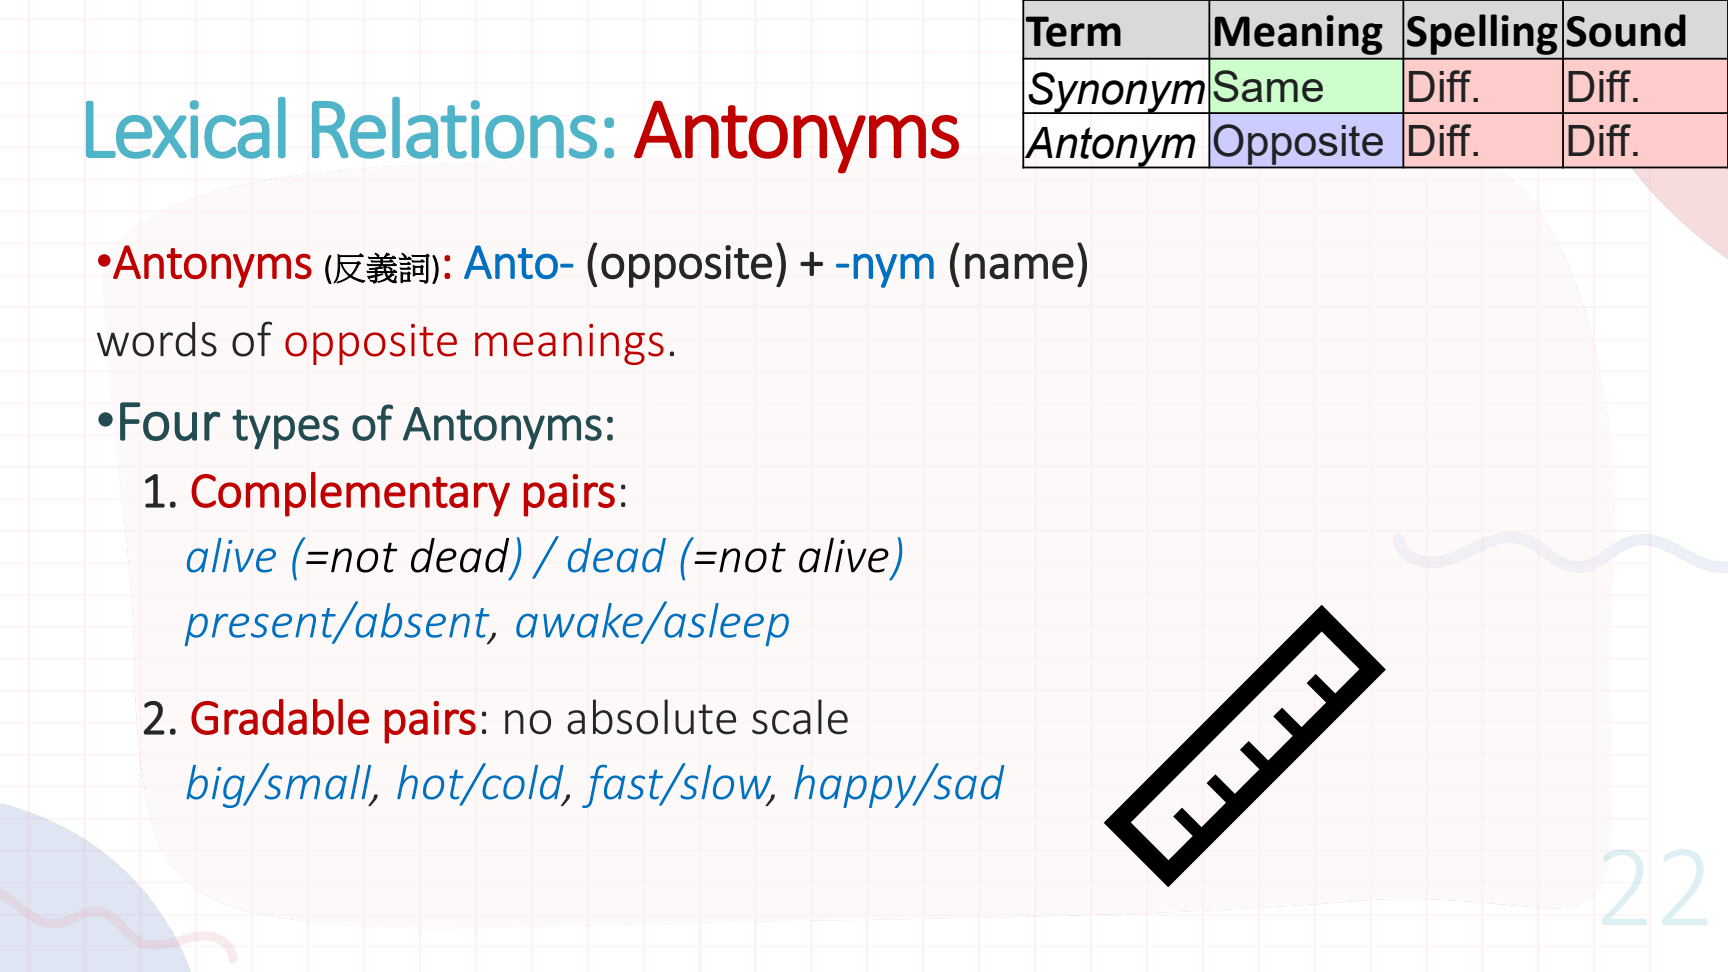 Term Meaning Spelling Sound
Synonym Same Diff. Diff.
Antonym Opposite Diff. Diff.
Lexical Relations: Antonyms
•Antonyms (反義詞): Anto- (opposite) + -nym (name)
words of opposite meanings.
•Four types of Antonyms:
1. Complementary pairs:
alive (=not dead) / dead (=not alive)
present/absent, awake/asleep
2. Gradable pairs: no absolute scale
big/small, hot/cold, fast/slow, happy/sad
22